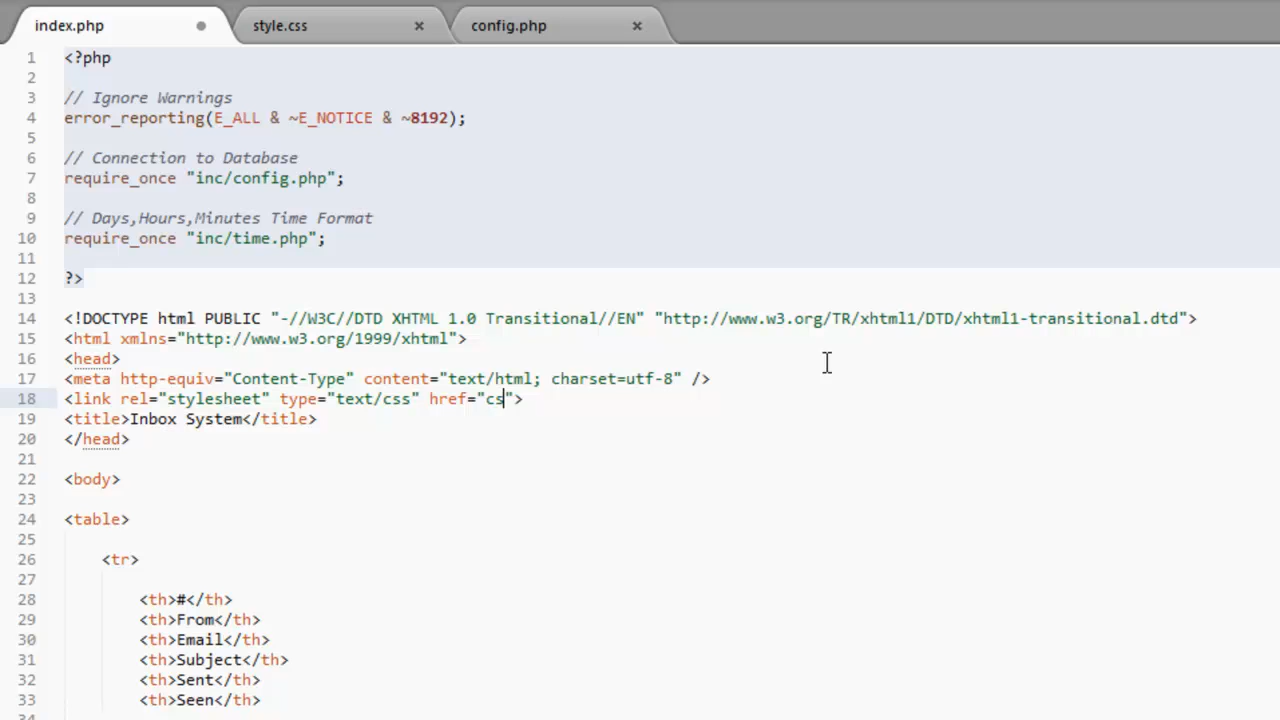 index.php
style.css
config.php
1 <?php
2
3 // Ignore Warnings
4 error_reporting(E_ALL & ~E_NOTICE & ~8192);
5
6 // Connection to Database
7 require_once "inc/config.php";
8
9 // Days,Hours,Minutes Time Format
10 require_once "inc/time.php";
11
12 ?>
13
14 <!DOCTYPE html PUBLIC "-//W3C//DTD XHTML 1.0 Transitional//EN" "http://www.w3.org/TR/xhtml1/DTD/xhtml1-transitional.dtd">
15 <html xmlns="http://www.w3.org/1999/xhtml">
16 <head>
17 <meta http-equiv="Content-Type" content="text/html; charset=utf-8" />
18 <link rel="stylesheet" type="text/css" href="cs">
19 <title>Inbox System</title>
20 </head>
21
22 <body>
23
24 <table>
25
26 <tr>
27
28 <th>#</th>
29 <th>From</th>
30 <th>Email</th>
31 <th>Subject</th>
32 <th>Sent</th>
33 <th>Seen</th>
34